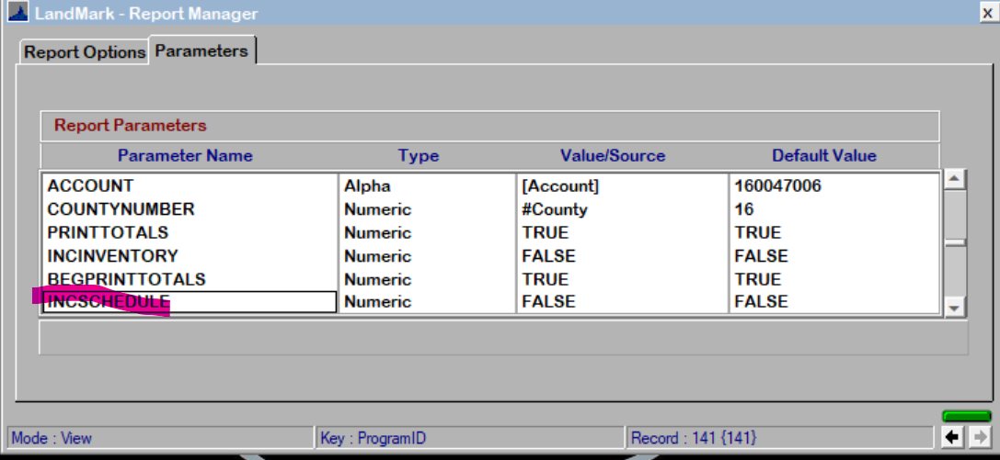 LandMark - Report Manager
x
Report Options Parameters
Report Parameters
Parameter Name Type Value/Source Default Value
ACCOUNT Alpha [Account] 160047006
COUNTYNUMBER Numeric #County 16
PRINTTOTALS Numeric TRUE TRUE
INCINVENTORY Numeric FALSE FALSE
BEGPRINTTOTALS Numeric TRUE TRUE
INCSCHEDULE Numeric FALSE FALSE
Mode : View Key : ProgramID Record : 141 {141}